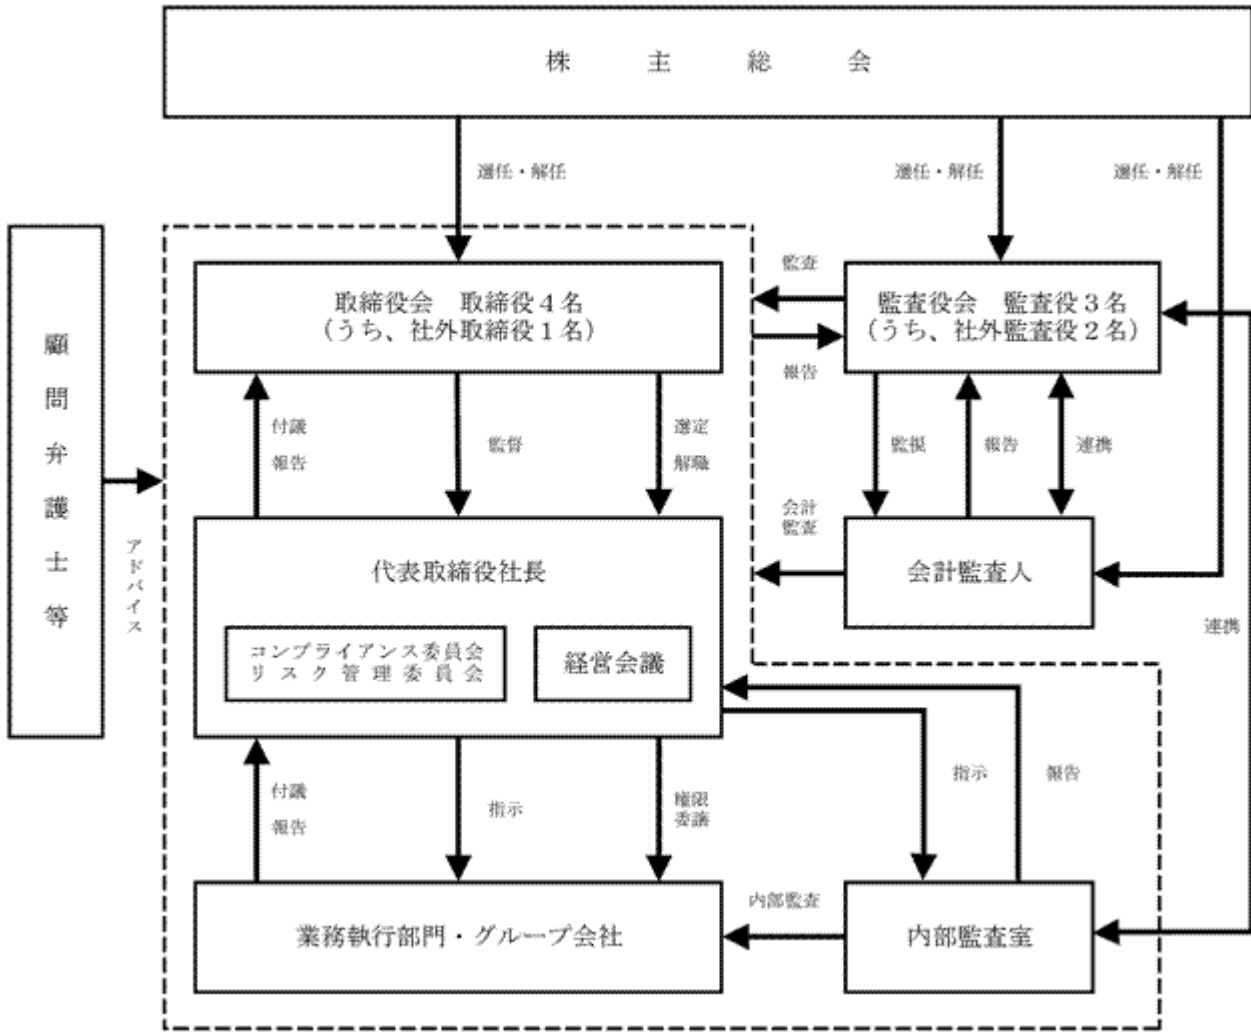 株主総会
選任・解任
選任・解任
選任・解任
顧問弁護士等
アドバイス
取締役会　取締役４名
（うち、社外取締役１名）
監査
報告
監査役会　監査役３名
（うち、社外監査役２名）
付議
報告
監督
選定
解職
監視
報告
連携
会計
監査
代表取締役社長
会計監査人
連携
コンプライアンス委員会
リスク管理委員会
経営会議
付議
報告
指示
権限
委譲
指示
報告
内部監査
業務執行部門・グループ会社
内部監査室